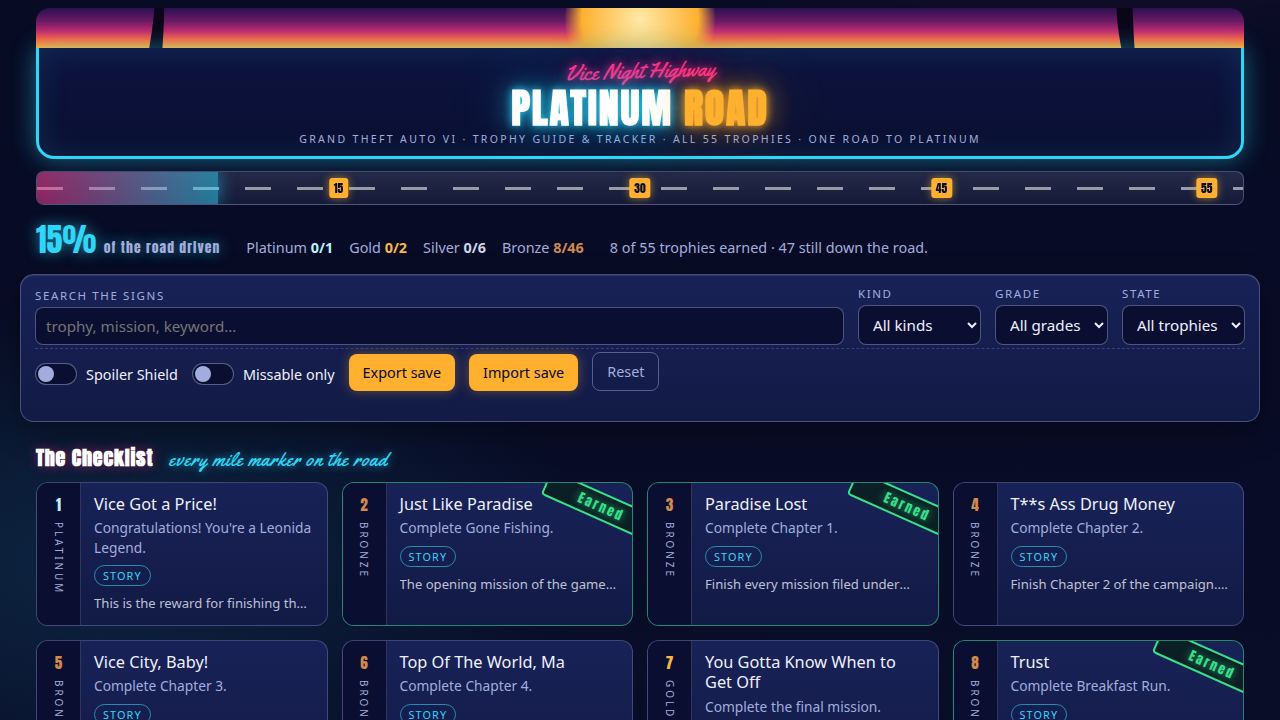 Vice Night Highway
PLATINUM ROAD
GRAND THEFT AUTO VI · TROPHY GUIDE & TRACKER · ALL 55 TROPHIES · ONE ROAD TO PLATINUM
15 30 45 55
15% of the road driven Platinum 0/1 Gold 0/2 Silver 0/6 Bronze 8/46 8 of 55 trophies earned · 47 still down the road.
SEARCH THE SIGNS KIND GRADE STATE
trophy, mission, keyword... All kinds All grades All trophies
Spoiler Shield Missable only Export save Import save Reset
The Checklist every mile marker on the road
1
PLATINUM
Vice Got a Price!
Congratulations! You're a Leonida
Legend.
STORY
This is the reward for finishing th...
2
BRONZE
Just Like Paradise
Earned
Complete Gone Fishing.
STORY
The opening mission of the game...
3
BRONZE
Paradise Lost
Earned
Complete Chapter 1.
STORY
Finish every mission filed under...
4
BRONZE
T**s Ass Drug Money
Complete Chapter 2.
STORY
Finish Chapter 2 of the campaign....
5
BRON
Vice City, Baby!
Complete Chapter 3.
STORY
6
BRON
Top Of The World, Ma
Complete Chapter 4.
STORY
7
GOLD
You Gotta Know When to
Get Off
Complete the final mission.
8
BRON
Trust
Earned
Complete Breakfast Run.
STORY